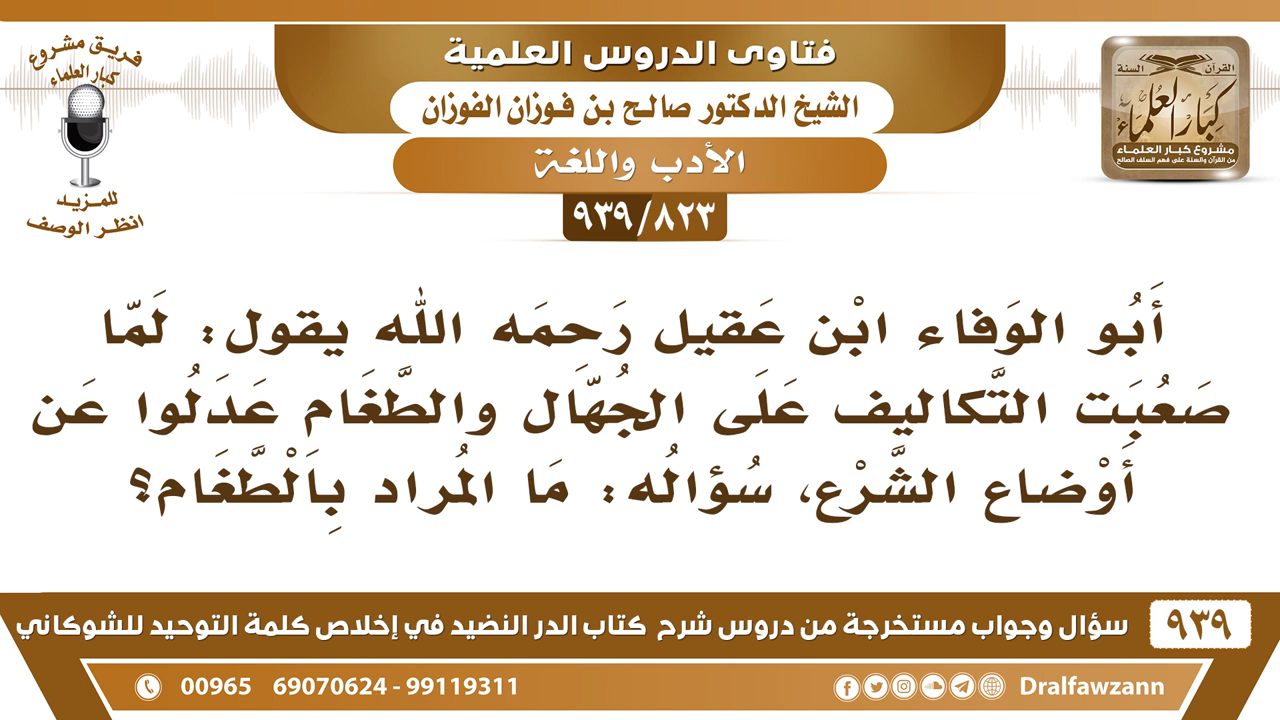 فتاوى الدروس العلمية
الشيخ الدكتور صالح بن فوزان الفوزان
الأدب واللغة
٩٣٩/٨٢٣
فريق مشروع
كبار العلماء
للمزيد
انظر الوصف
القرآن السنة
كبار العلماء
مشروع كبار العلماء
من القرآن والسنة على فهم السلف الصالح
أَبُو الوَفاء ابْن عَقيل رَحمَه الله يقول: لَمّا
صَعُبَت التَّكاليف عَلَى الجُهَّال والطَّغَام عَدَلُوا عَن
أَوْضاع الشَّرْع، سُؤالُه: مَا المُراد بِاَلْطَّغَام؟
٩٣٩
سؤال وجواب مستخرجة من دروس شرح كتاب الدر النضيد في إخلاص كلمة التوحيد للشوكاني
00965 69070624 - 99119311
Dralfawzann